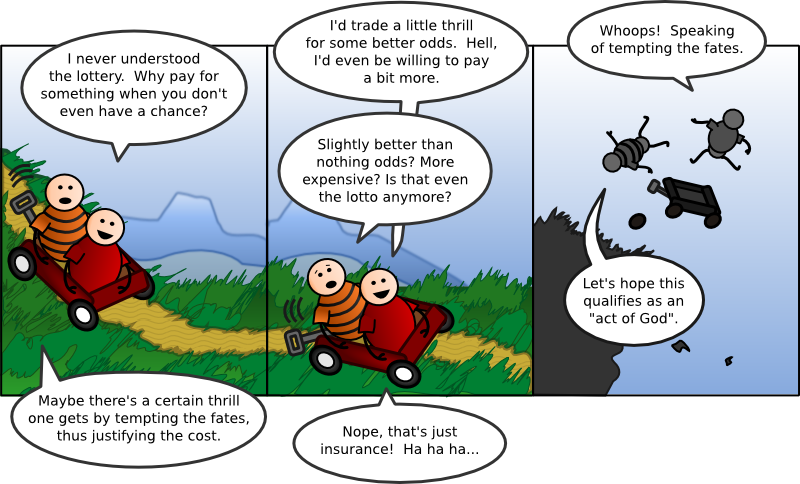 I never understood
the lottery.  Why pay for
something when you don't
even have a chance?
Maybe there's a certain thrill
one gets by tempting the fates,
thus justifying the cost.
I'd trade a little thrill
for some better odds.  Hell,
I'd even be willing to pay
a bit more.
Slightly better than
nothing odds? More
expensive? Is that even
the lotto anymore?
Nope, that's just
insurance!  Ha ha ha...
Whoops!  Speaking
of tempting the fates.
Let's hope this
qualifies as an
"act of God".